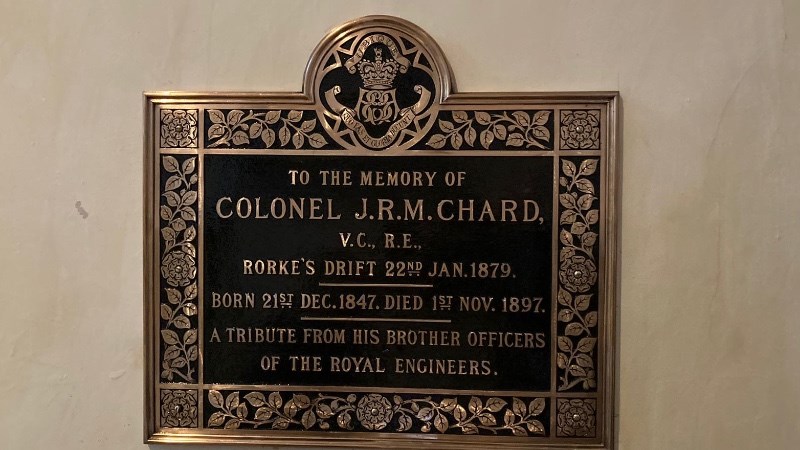 UBIQUE
TO THE MEMORY OF
COLONEL J.R.M. CHARD,
V.C., R.E.,
RORKE'S DRIFT 22ND JAN. 1879.
BORN 21ST DEC. 1847. DIED 1ST NOV. 1897.
A TRIBUTE FROM HIS BROTHER OFFICERS
OF THE ROYAL ENGINEERS.